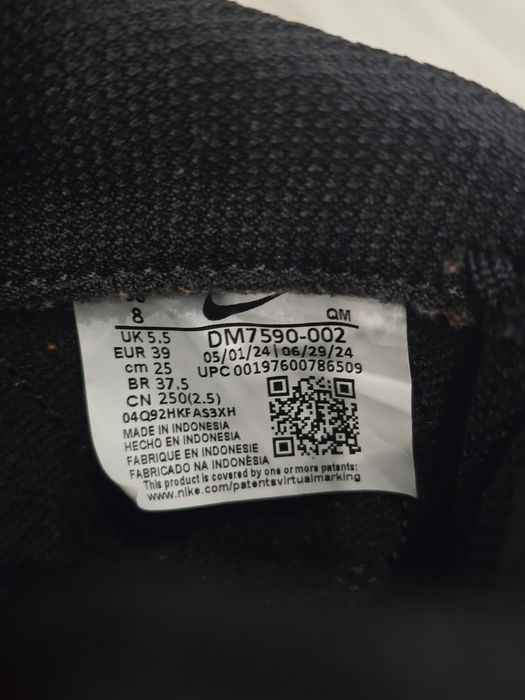 8
QM
UK 5.5
DM7590-002
EUR 39
05/01/24 | 06/29/24
cm 25
UPC 00197600786509
BR 37.5
CN 250(2.5)
04Q92HKFAS3XH
MADE IN INDONESIA
HECHO EN INDONESIA
FABRIQUE EN INDONESIE
FABRICADO NA INDONÈSIA
This product is covered by one or more patents:
www.nike.com/patentsvirtualmarking